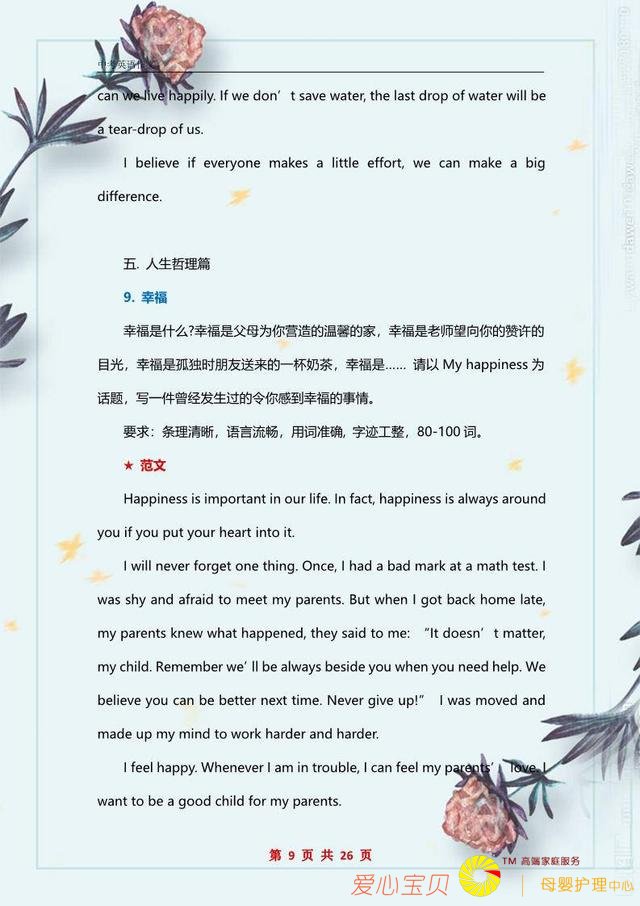 中考英语作文
can we live happily. If we don't save water, the last drop of water will be
a tear-drop of us.
I believe if everyone makes a little effort, we can make a big
difference.
五. 人生哲理篇
9. 幸福
幸福是什么?幸福是父母为你营造的温馨的家，幸福是老师望向你的赞许的
目光，幸福是孤独时朋友送来的一杯奶茶，幸福是…… 请以 My happiness 为
话题，写一件曾经发生过的令你感到幸福的事情。
要求：条理清晰，语言流畅，用词准确, 字迹工整，80-100 词。
★ 范文
Happiness is important in our life. In fact, happiness is always around
you if you put your heart into it.
I will never forget one thing. Once, I had a bad mark at a math test. I
was shy and afraid to meet my parents. But when I got back home late,
my parents knew what happened, they said to me: “It doesn't matter,
my child. Remember we'll be always beside you when you need help. We
believe you can be better next time. Never give up!” I was moved and
made up my mind to work harder and harder.
I feel happy. Whenever I am in trouble, I can feel my parents' love. I
want to be a good child for my parents.
第 9 页 共 26 页
TM 高端家庭服务
爱心宝贝 | 母婴护理中心